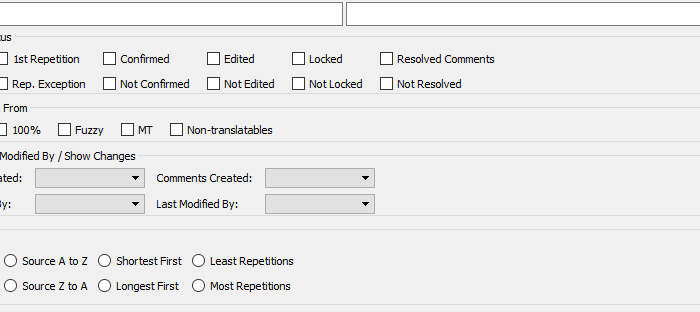 1st Repetition Confirmed Edited Locked Resolved Comments
Rep. Exception Not Confirmed Not Edited Not Locked Not Resolved
From
100% Fuzzy MT Non-translatables
Modified By / Show Changes
Comments Created:
By: Last Modified By:
Source A to Z Shortest First Least Repetitions
Source Z to A Longest First Most Repetitions